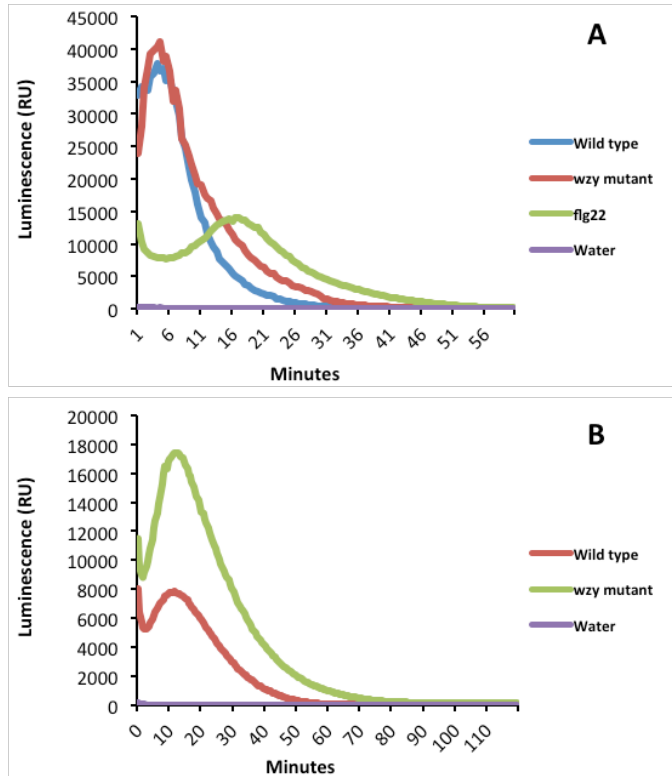 A
45000
40000
35000
30000
25000
20000
15000
10000
5000
0
Luminescence (RU)
1 6 11 16 21 26 31 36 41 46 51 56
Minutes
Wild type
wzy mutant
flg22
Water
B
20000
18000
16000
14000
12000
10000
8000
6000
4000
2000
0
Luminescence (RU)
0 10 20 30 40 50 60 70 80 90 100 110
Minutes
Wild type
wzy mutant
Water